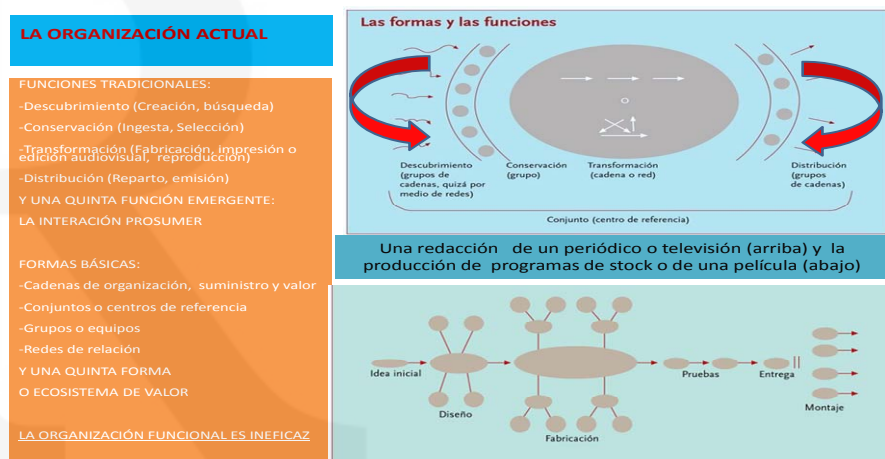 LA ORGANIZACIÓN ACTUAL
FUNCIONES TRADICIONALES:
-Descubrimiento (Creación, búsqueda)
-Conservación (Ingesta, Selección)
-Transformación (Fabricación, impresión o
edición audiovisual, reproducción)
-Distribución (Reparto, emisión)
Y UNA QUINTA FUNCIÓN EMERGENTE:
LA INTERACIÓN PROSUMER
FORMAS BÁSICAS:
-Cadenas de organización, suministro y valor
-Conjuntos o centros de referencia
-Grupos o equipos
-Redes de relación
Y UNA QUINTA FORMA
O ECOSISTEMA DE VALOR
LA ORGANIZACIÓN FUNCIONAL ES INEFICAZ
Las formas y las funciones
Descubrimiento
(grupos de
cadenas, quizá por
medio de redes)
Conservación
(grupo)
Transformación
(cadena o red)
Distribución
(grupos
de cadenas)
Conjunto (centro de referencia)
Una redacción de un periódico o televisión (arriba) y la
producción de programas de stock o de una película (abajo)
Idea inicial
Diseño
Fabricación
Pruebas
Entrega
Montaje